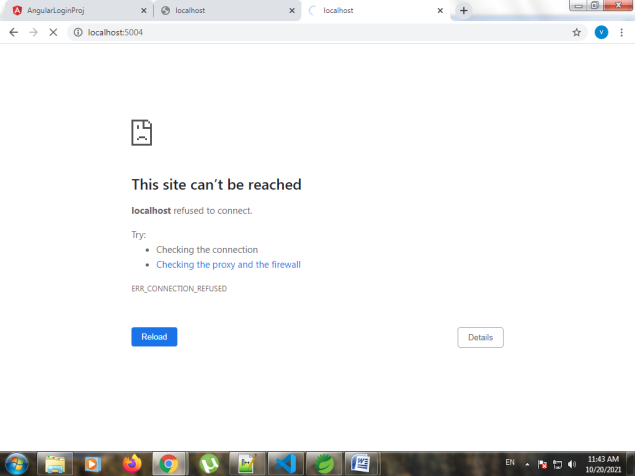 AngularLoginProj
localhost
localhost
localhost:5004
V
This site can't be reached
localhost refused to connect.
Try:
• Checking the connection
• Checking the proxy and the firewall
ERR_CONNECTION_REFUSED
Reload
Details
EN
11:43 AM
10/20/2021